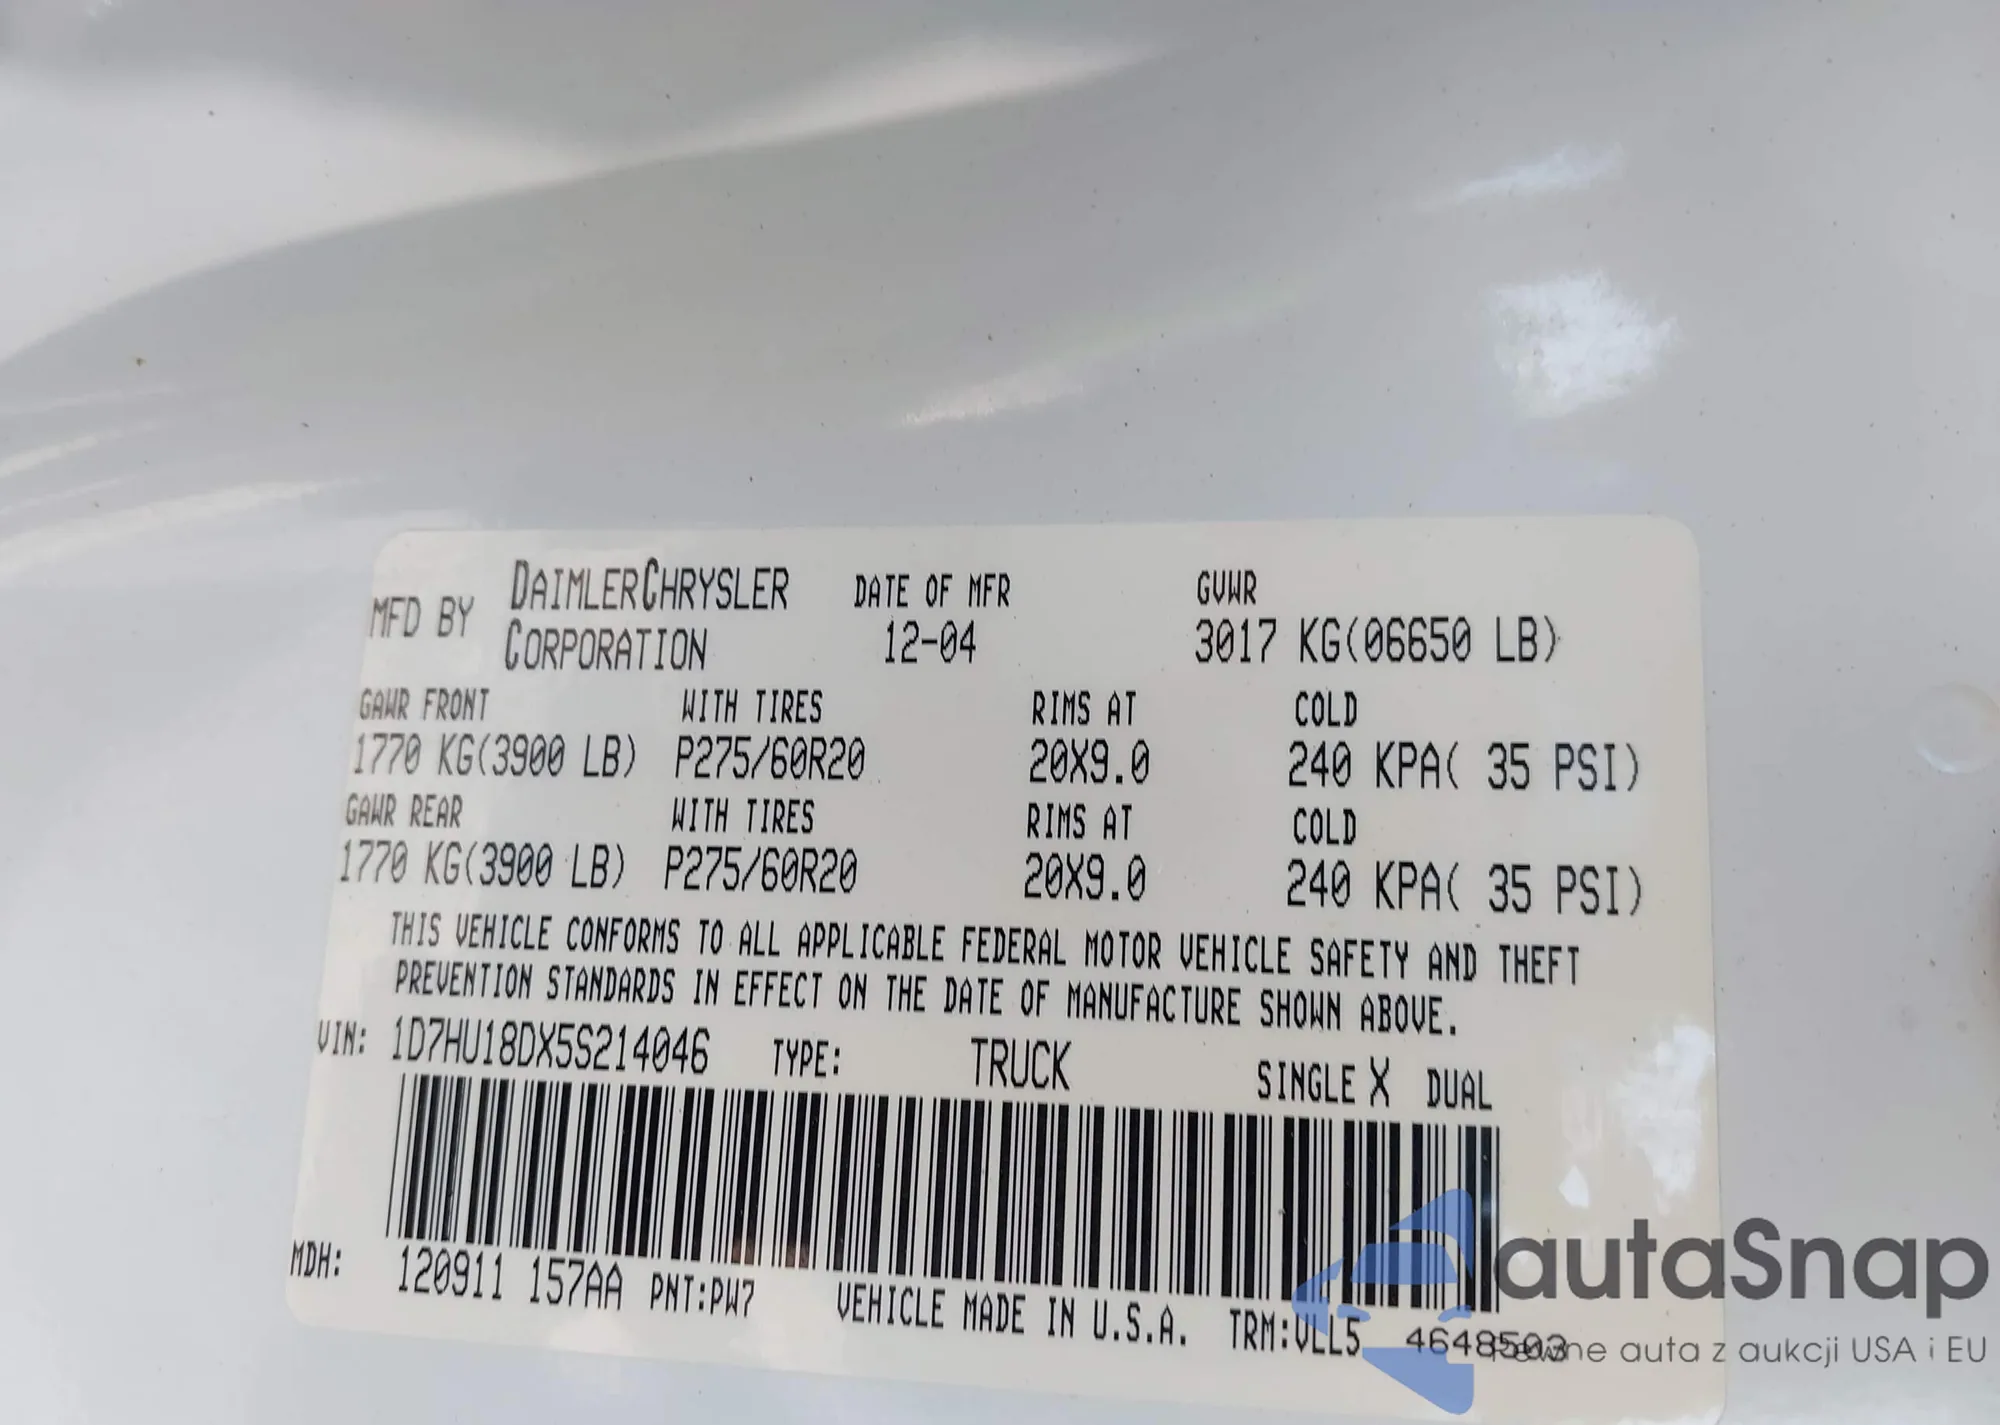 MFD BY DAIMLERCHRYSLER CORPORATION DATE OF MFR 12-04 GVWR 3017 KG(06650 LB)
GAWR FRONT WITH TIRES RIMS AT COLD
1770 KG(3900 LB) P275/60R20 20X9.0 240 KPA( 35 PSI)
GAWR REAR WITH TIRES RIMS AT COLD
1770 KG(3900 LB) P275/60R20 20X9.0 240 KPA( 35 PSI)
THIS VEHICLE CONFORMS TO ALL APPLICABLE FEDERAL MOTOR VEHICLE SAFETY AND THEFT
PREVENTION STANDARDS IN EFFECT ON THE DATE OF MANUFACTURE SHOWN ABOVE.
VIN: 1D7HU18DX5S214046 TYPE: TRUCK SINGLE X DUAL
MDH: 120911 157AA PNT:PW7 VEHICLE MADE IN U.S.A. TRM:VLL5 4648503
autaSnap
Pewne auta z aukcji USA i EU